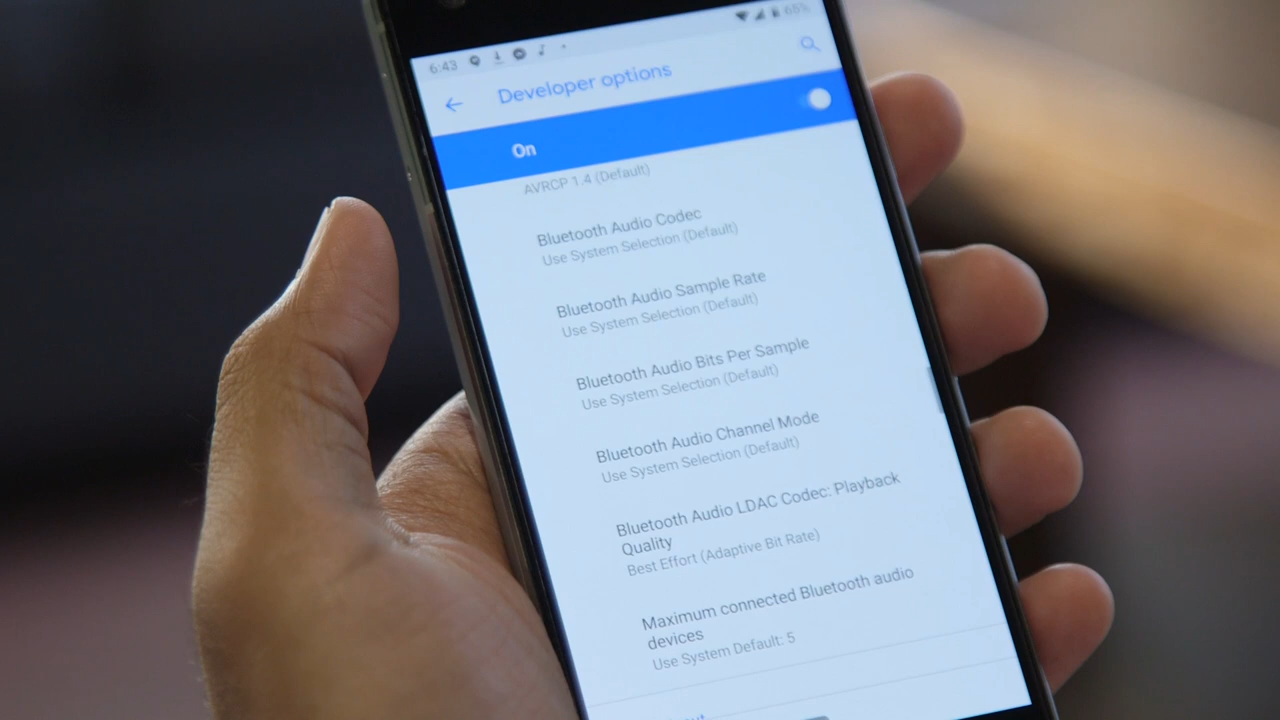 6:43
65%
Developer options
On
AVRCP 1.4 (Default)
Bluetooth Audio Codec
Use System Selection (Default)
Bluetooth Audio Sample Rate
Use System Selection (Default)
Bluetooth Audio Bits Per Sample
Use System Selection (Default)
Bluetooth Audio Channel Mode
Use System Selection (Default)
Bluetooth Audio LDAC Codec: Playback
Quality
Best Effort (Adaptive Bit Rate)
Maximum connected Bluetooth audio
devices
Use System Default: 5